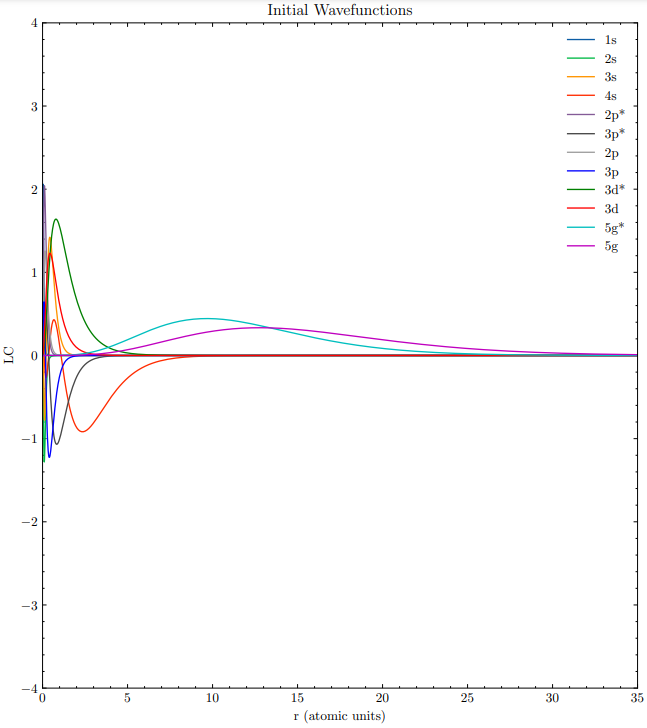 Initial Wavefunctions
4
3
2
1
0
−1
−2
−3
−4
LC
1s
2s
3s
4s
2p*
3p*
2p
3p
3d*
3d
5g*
5g
0 5 10 15 20 25 30 35
r (atomic units)